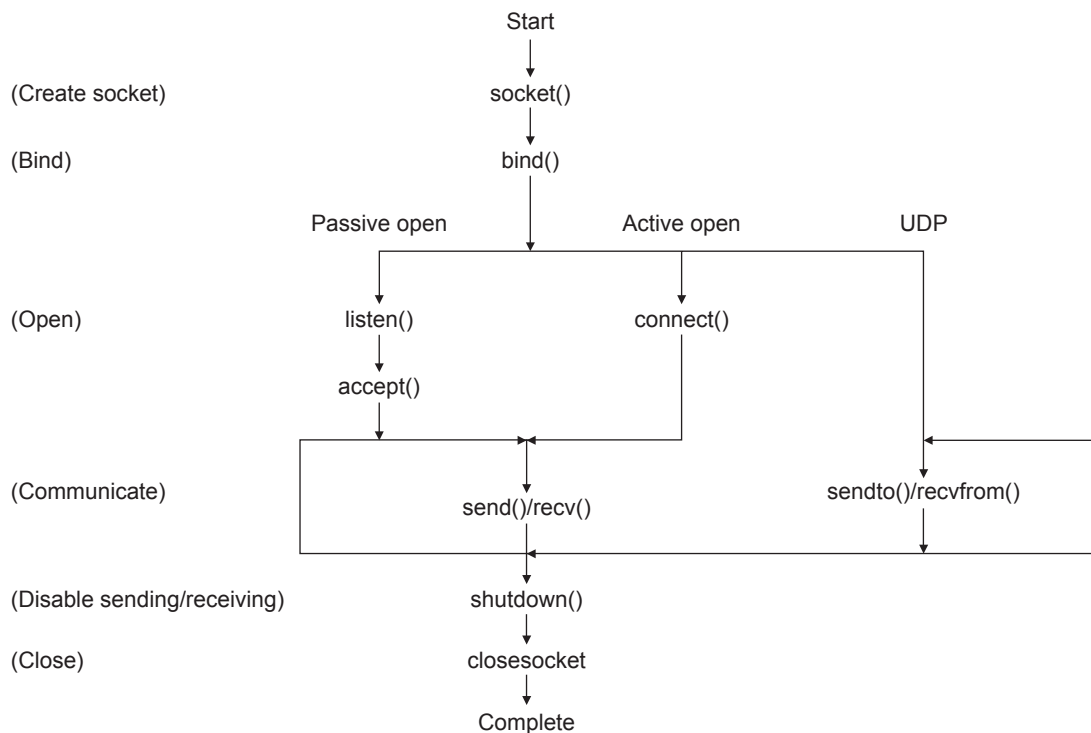 Start
(Create socket)
socket()
(Bind)
bind()
Passive open
Active open
UDP
(Open)
listen()
connect()
accept()
(Communicate)
send()/recv()
sendto()/recvfrom()
(Disable sending/receiving)
shutdown()
(Close)
closesocket
Complete